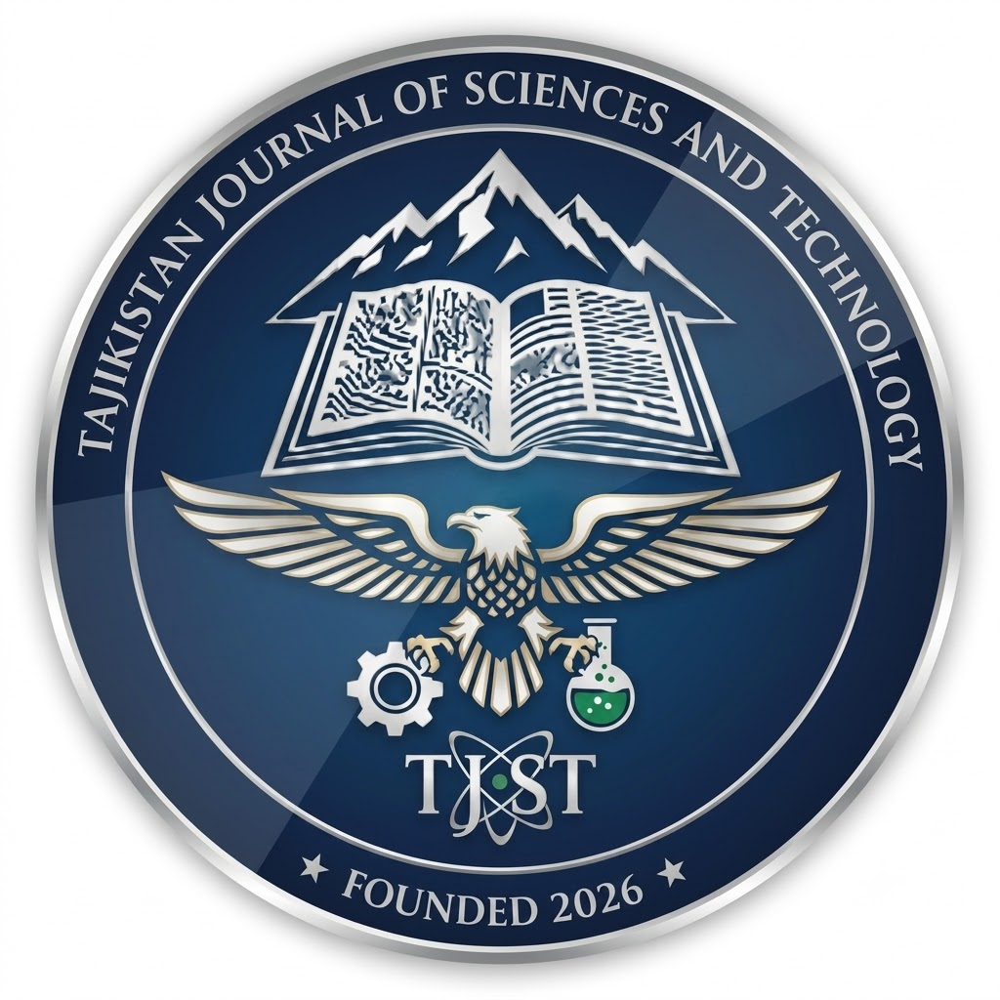 TAJIKISTAN JOURNAL OF SCIENCES AND TECHNOLOGY
TJST
★ FOUNDED 2026 ★